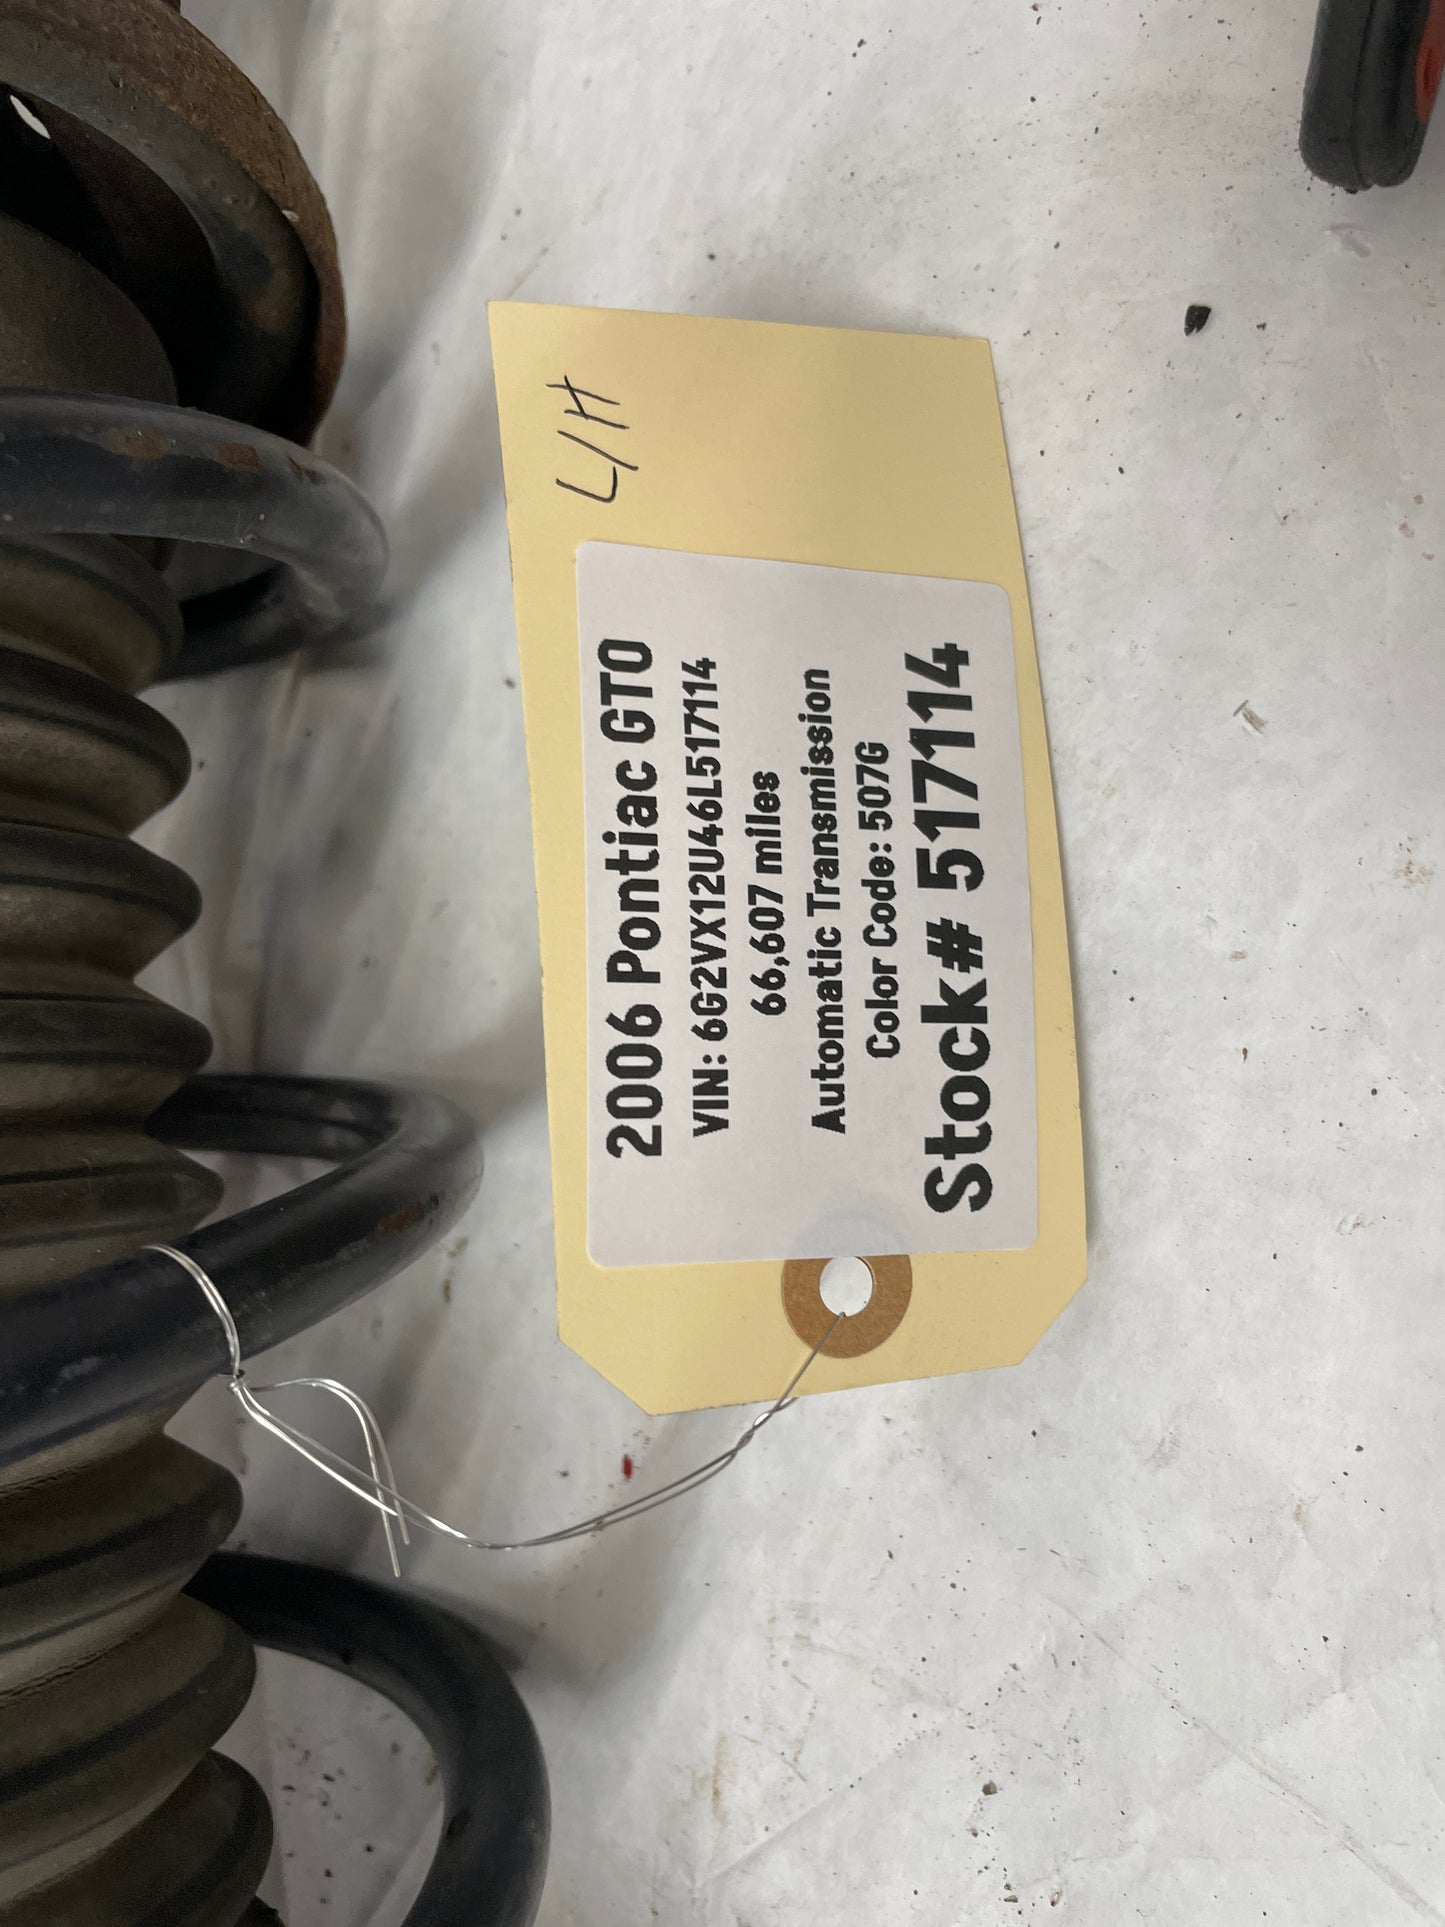 L/H
2006 Pontiac GTO
VIN: 6G2VX12U46L517114
66,607 miles
Automatic Transmission
Color Code: 507G
Stock# 517114